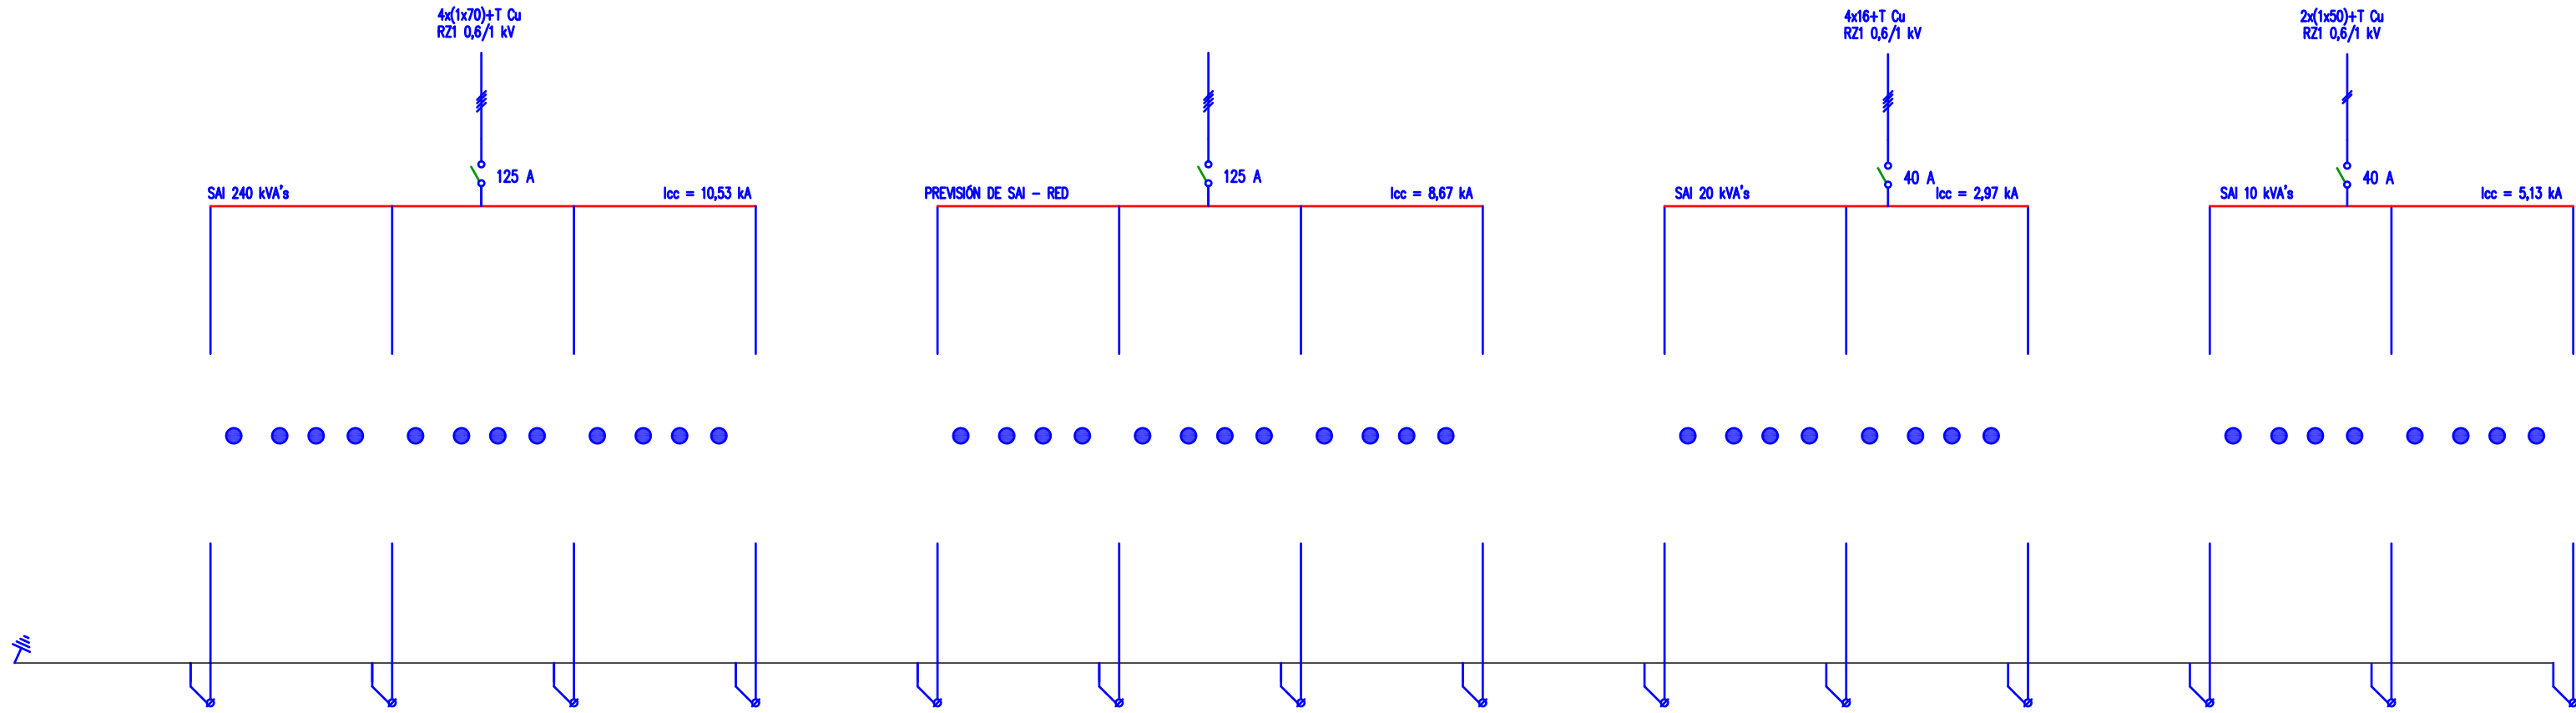 4x(1x70)+T Cu
RZ1 0,6/1 kV
4x16+T Cu
RZ1 0,6/1 kV
2x(1x50)+T Cu
RZ1 0,6/1 kV
125 A
125 A
40 A
40 A
SAI 240 kVA's
Icc = 10,53 kA
PREVISIÓN DE SAI - RED
Icc = 8,67 kA
SAI 20 kVA's
Icc = 2,97 kA
SAI 10 kVA's
Icc = 5,13 kA